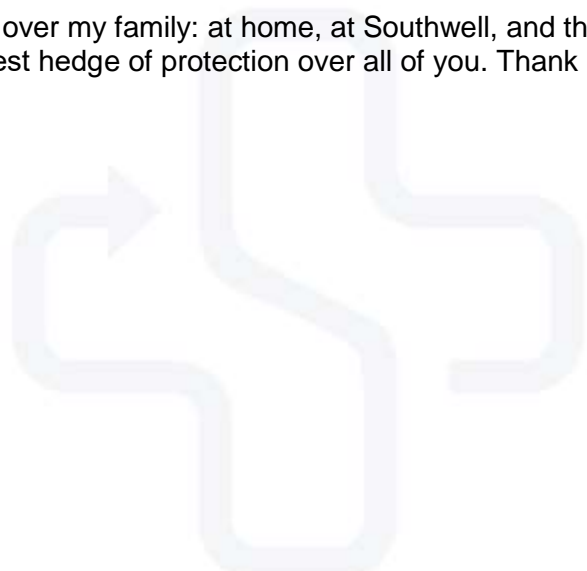 over my family: at home, at Southwell, and th
est hedge of protection over all of you. Thank